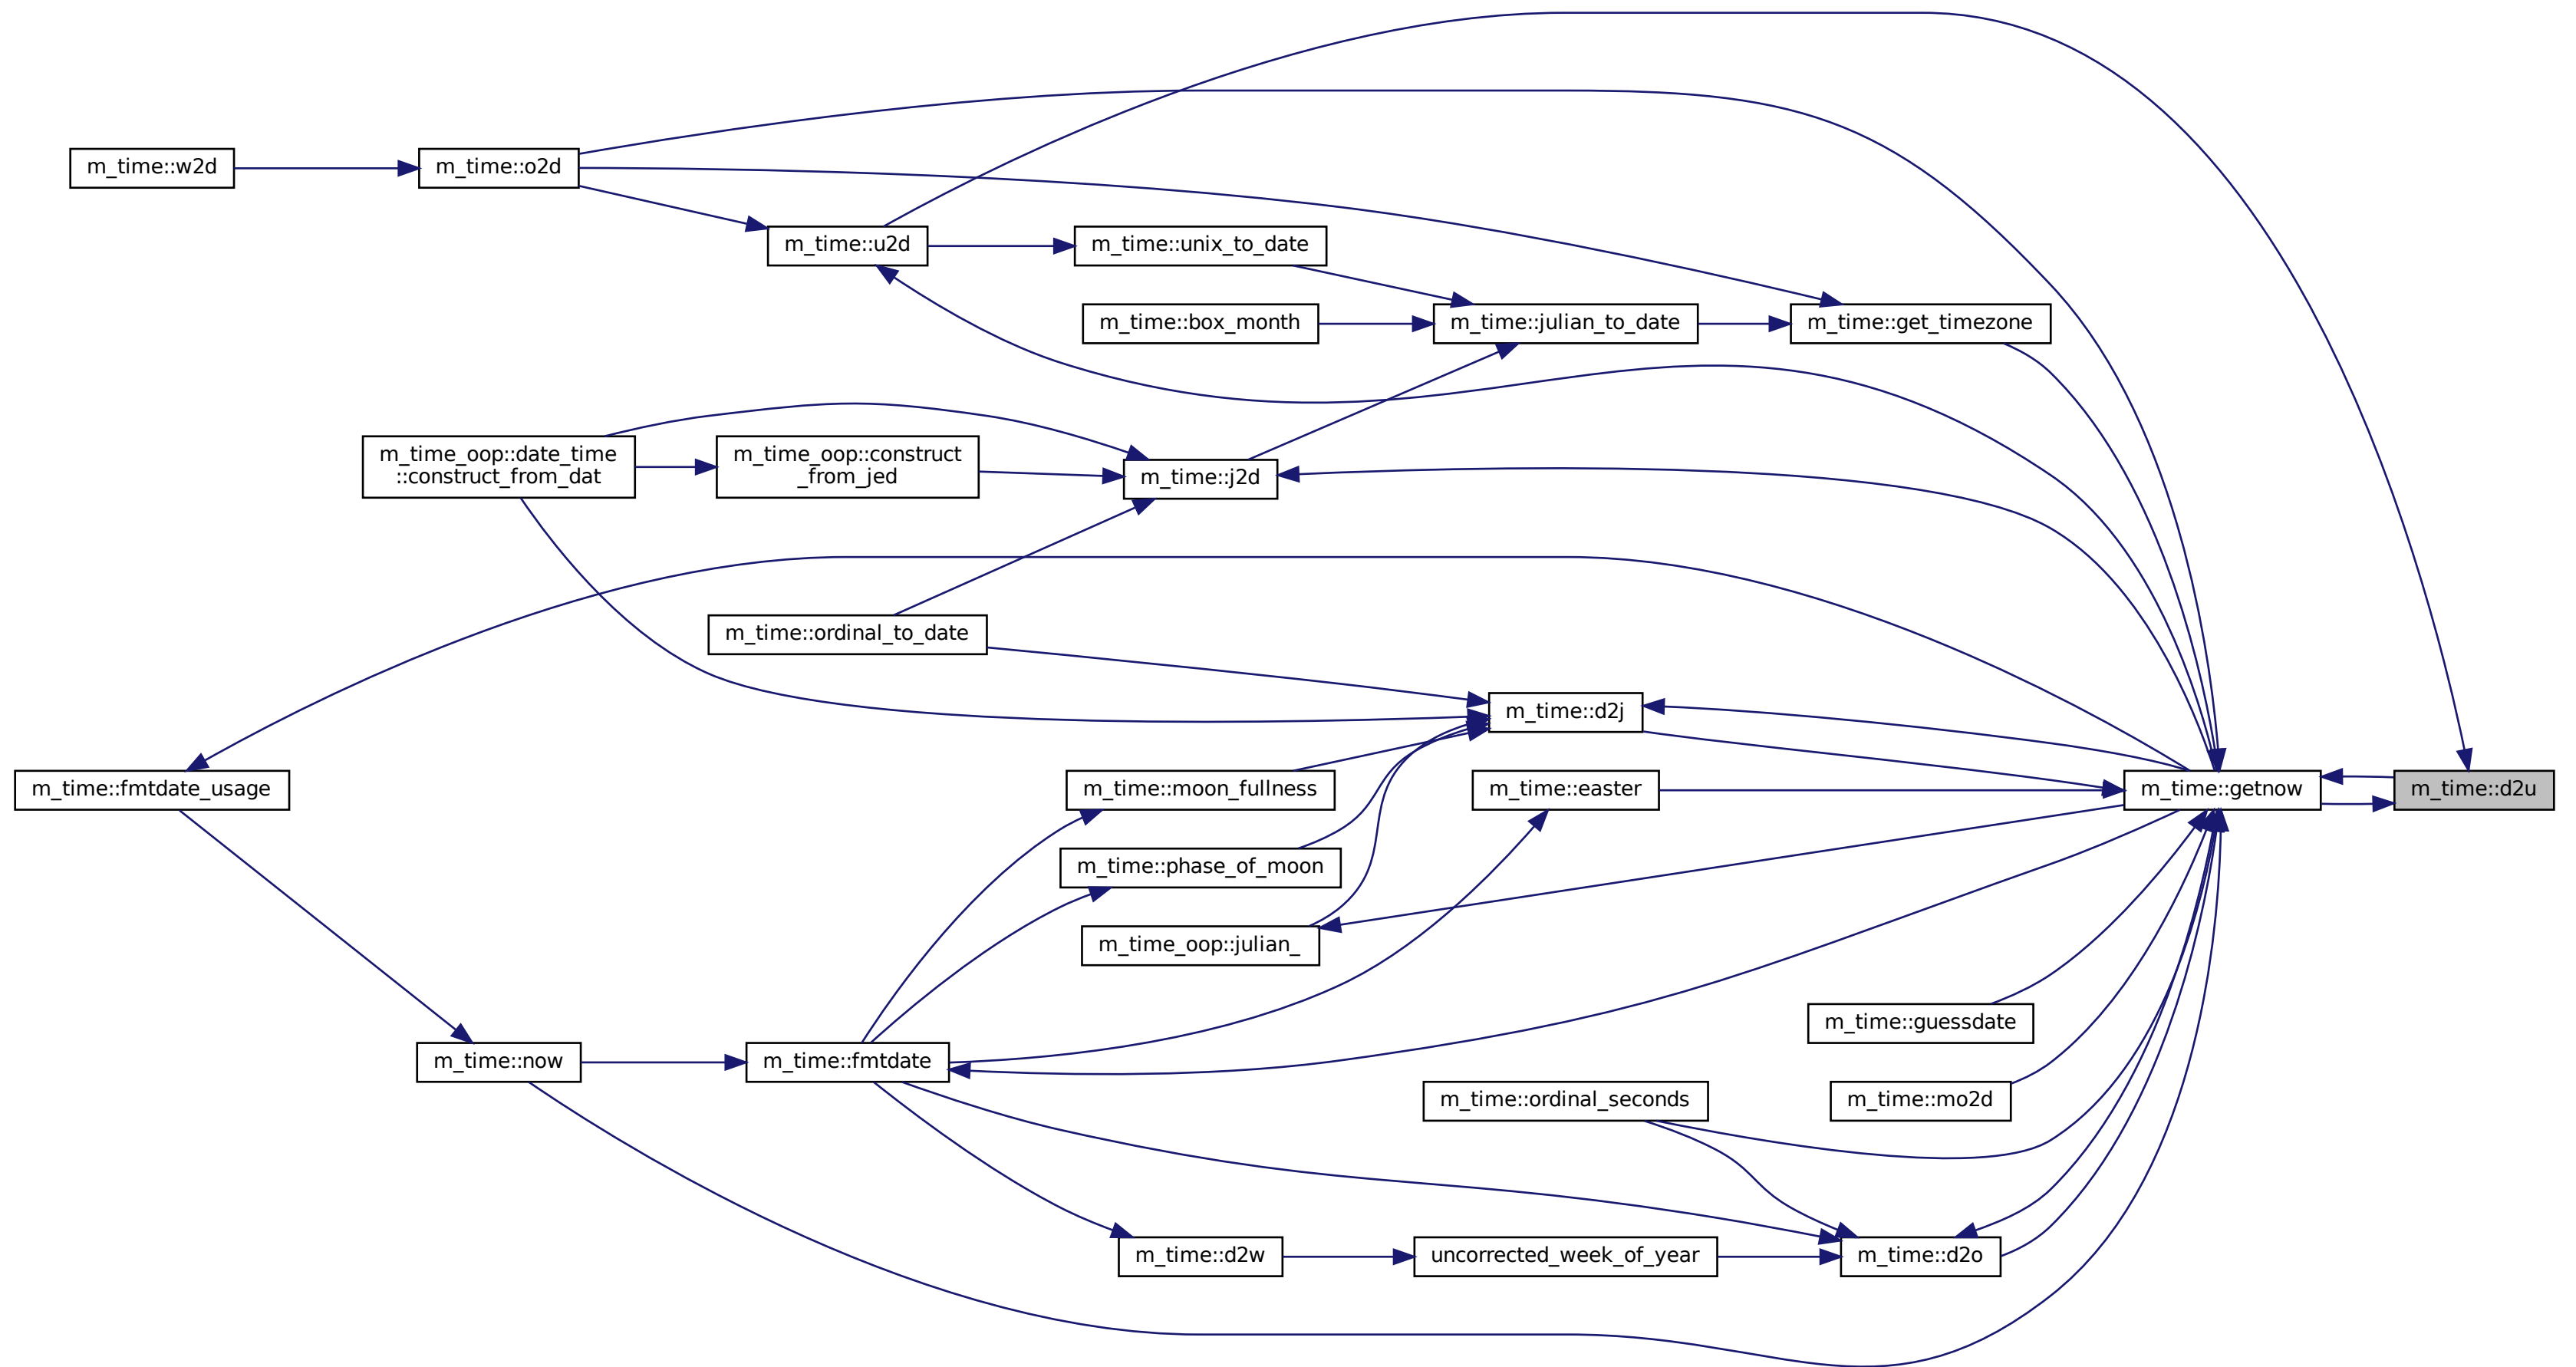 m_time::w2d
m_time::o2d
m_time::u2d
m_time::unix_to_date
m_time::box_month
m_time::julian_to_date
m_time::get_timezone
m_time_oop::date_time
::construct_from_dat
m_time_oop::construct
_from_jed
m_time::j2d
m_time::ordinal_to_date
m_time::d2j
m_time::fmtdate_usage
m_time::moon_fullness
m_time::easter
m_time::getnow
m_time::d2u
m_time::phase_of_moon
m_time_oop::julian_
m_time::guessdate
m_time::now
m_time::fmtdate
m_time::ordinal_seconds
m_time::mo2d
m_time::d2w
uncorrected_week_of_year
m_time::d2o